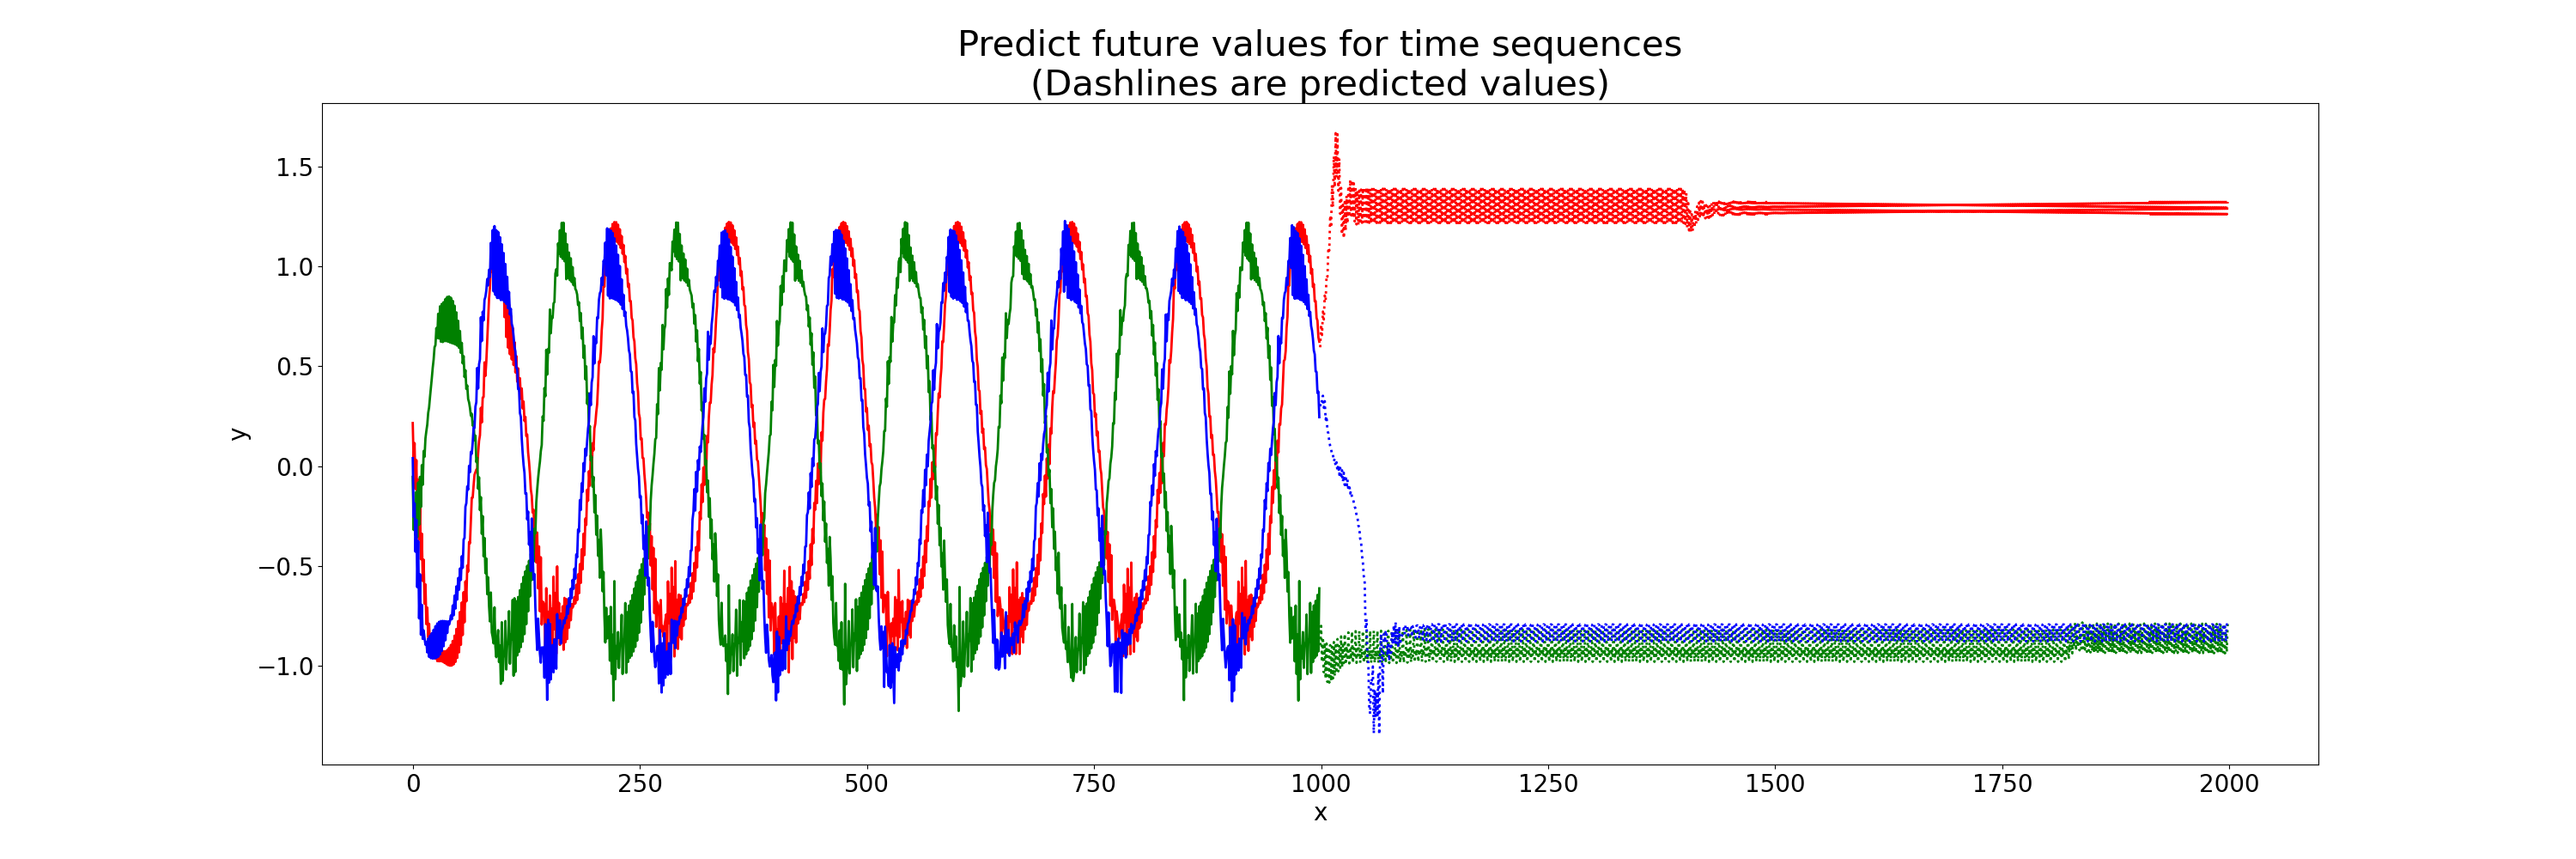 Predict future values for time sequences
(Dashlines are predicted values)
1.5
1.0
0.5
0.0
−0.5
−1.0
y
0 250 500 750 1000 1250 1500 1750 2000
x